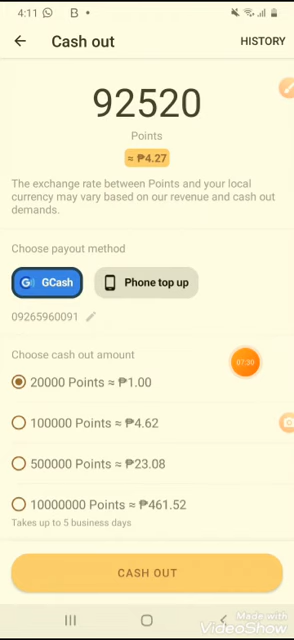 4:11 B •
Cash out HISTORY
92520
Points
≈ ₱4.27
The exchange rate between Points and your local
currency may vary based on our revenue and cash out
demands.
Choose payout method
G GCash Phone top up
09265960091
Choose cash out amount
07:30
20000 Points ≈ ₱1.00
100000 Points ≈ ₱4.62
500000 Points ≈ ₱23.08
10000000 Points ≈ ₱461.52
Takes up to 5 business days
CASH OUT
Made with
VideoShow